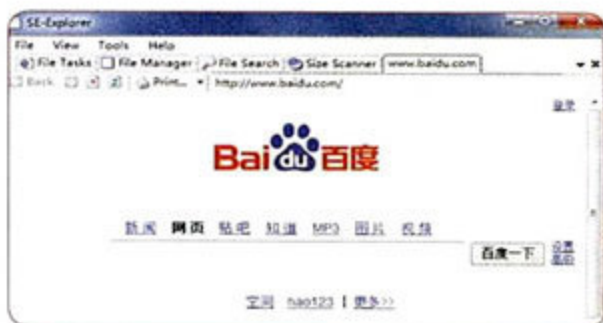 SE-Explorer
File View Tools Help
File Tasks File Manager File Search Size Scanner www.baidu.com
Back Print... http://www.baidu.com/
登录
Bai du 百度
新闻 网页 贴吧 知道 MP3 图片 视频
百度一下 设置
空间 hao123 | 更多>>